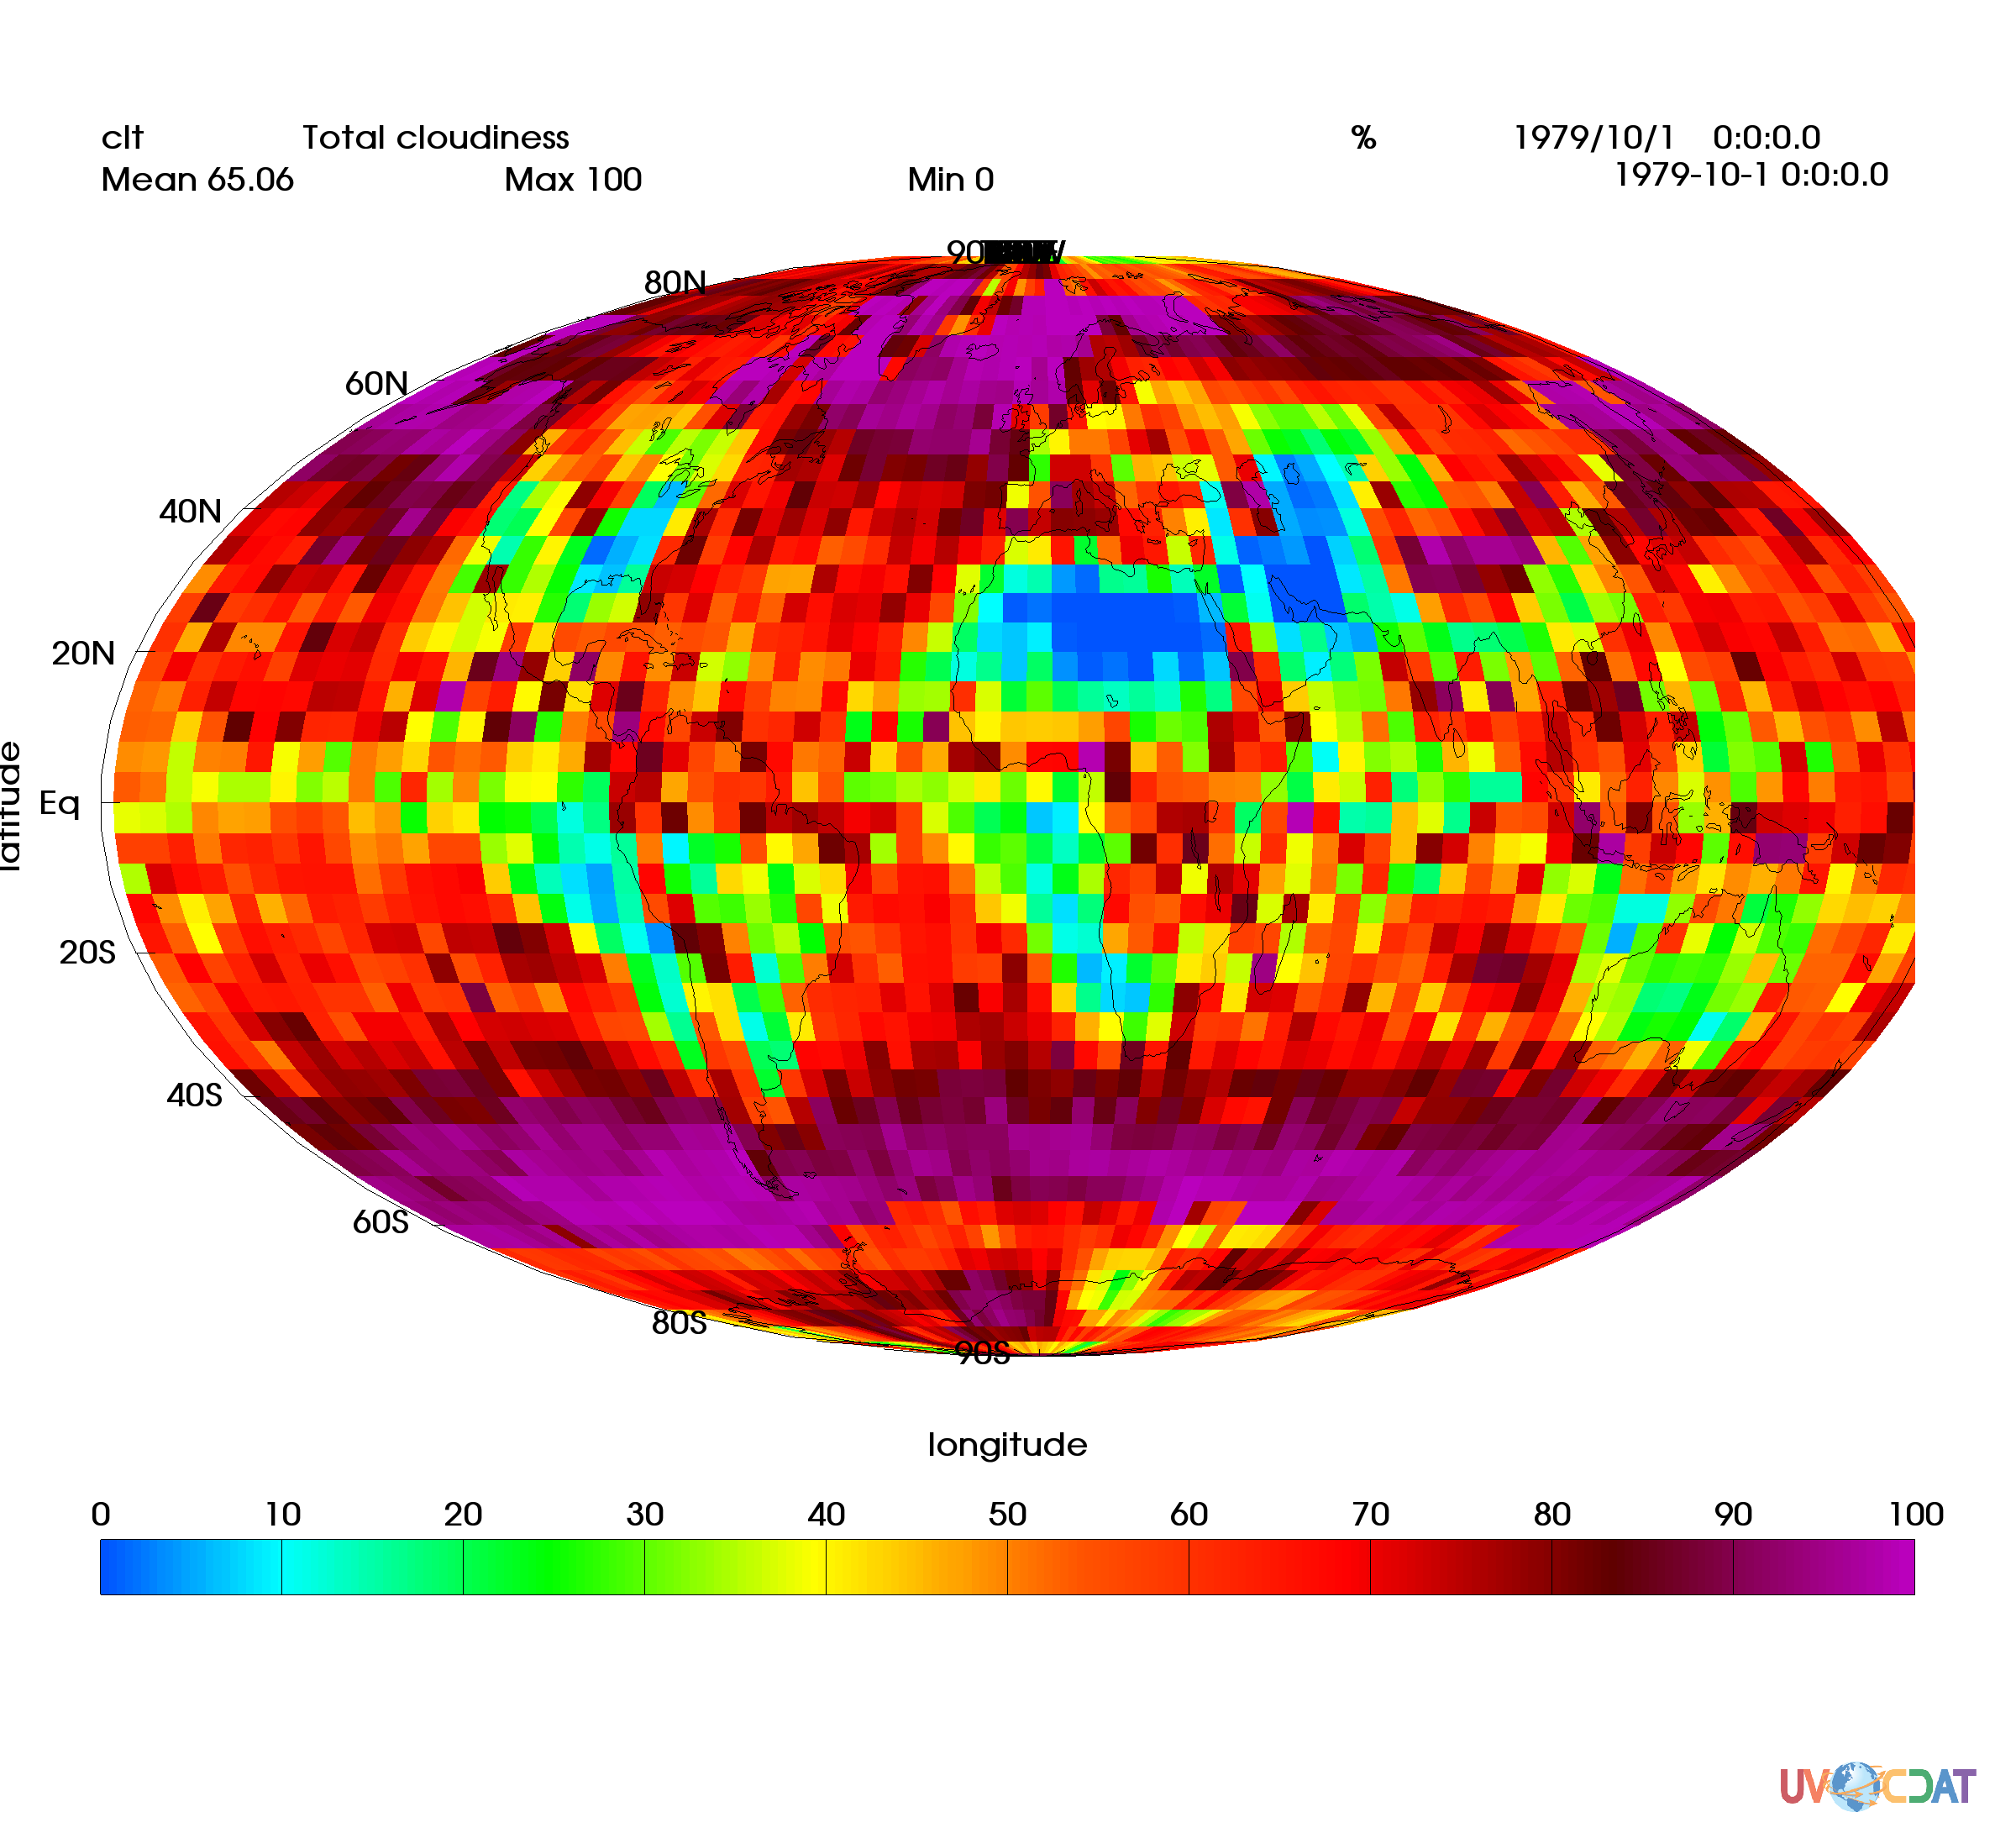 clt Total cloudiness % 1979/10/1 0:0:0.0
Mean 65.06 Max 100 Min 0 1979-10-1 0:0:0.0
80N
60N
40N
20N
Eq
20S
40S
60S
80S
90S
latitude
longitude
0 10 20 30 40 50 60 70 80 90 100
UV CDAT